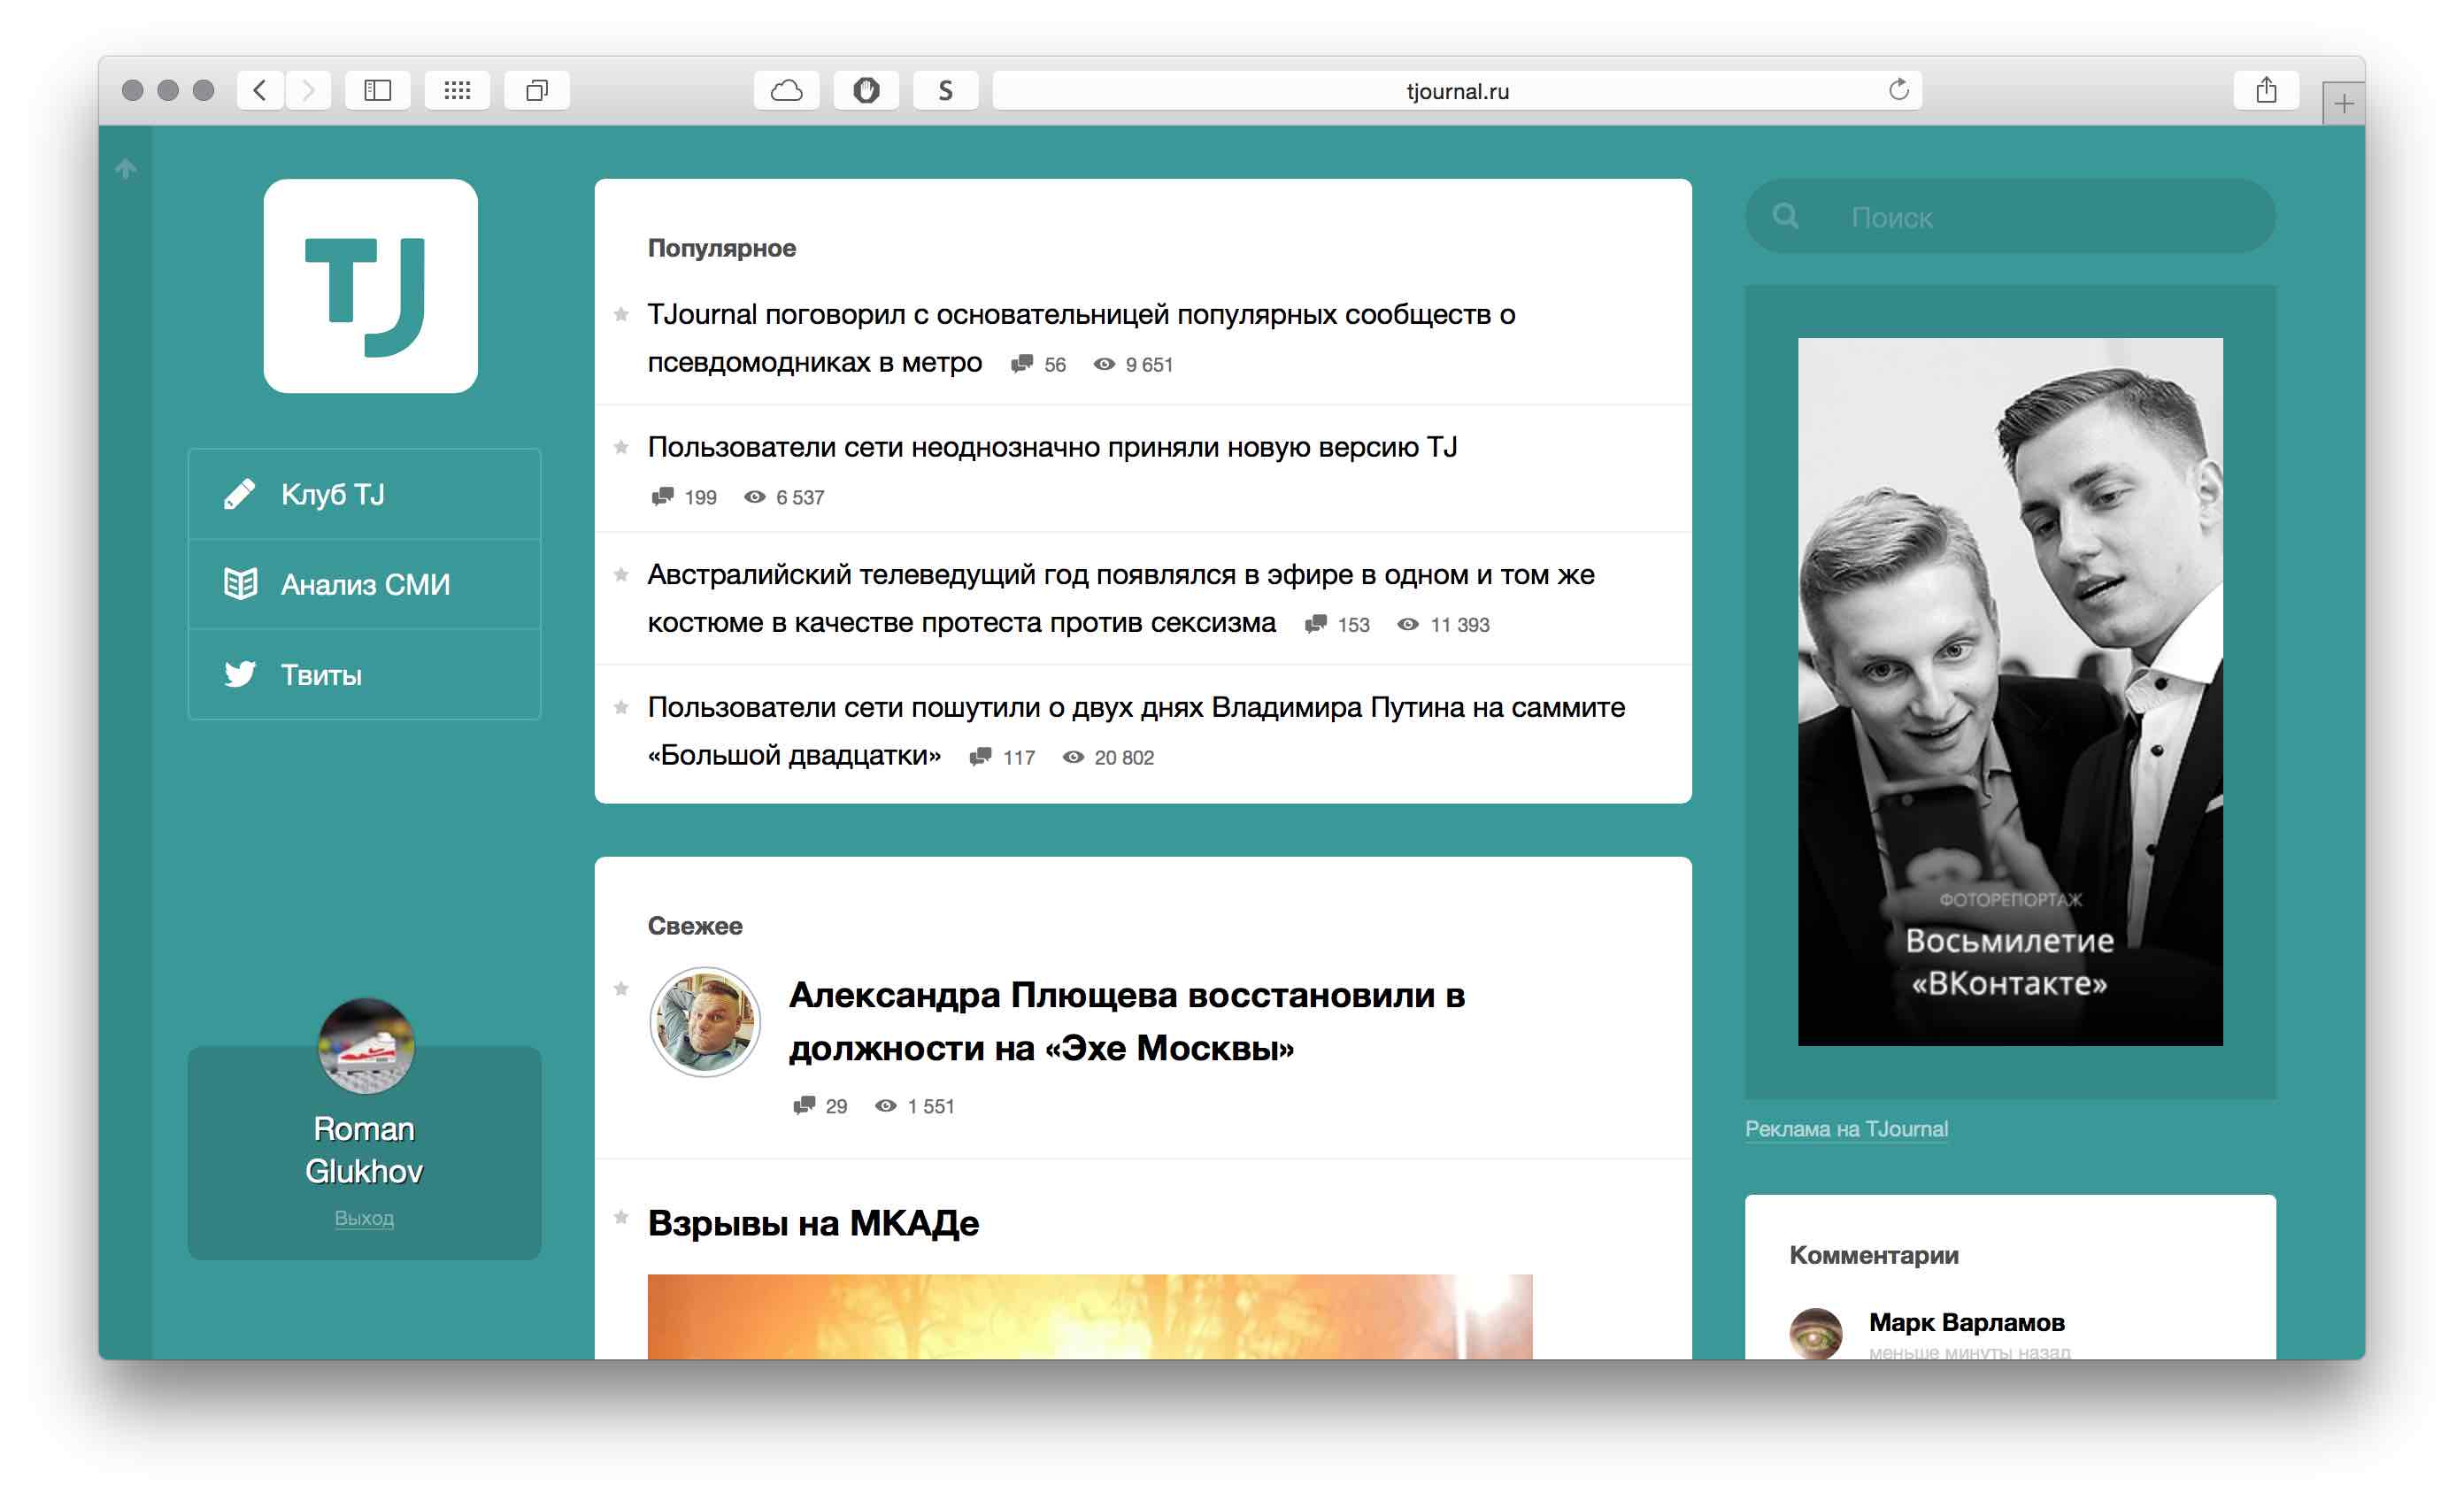 S
tjournal.ru
TJ
Клуб TJ
Анализ СМИ
Твиты
Roman
Glukhov
Выход
Популярное
TJournal поговорил с основательницей популярных сообществ о
псевдомодниках в метро 56 9 651
Пользователи сети неоднозначно приняли новую версию TJ
199 6 537
Австралийский телеведущий год появлялся в эфире в одном и том же
костюме в качестве протеста против сексизма 153 11 393
Пользователи сети пошутили о двух днях Владимира Путина на саммите
«Большой двадцатки» 117 20 802
Свежее
Александра Плющева восстановили в
должности на «Эхе Москвы»
29 1 551
Взрывы на МКАДе
Поиск
ФОТОРЕПОРТАЖ
Восьмилетие
«ВКонтакте»
Реклама на TJournal
Комментарии
Марк Варламов
меньше минуты назад